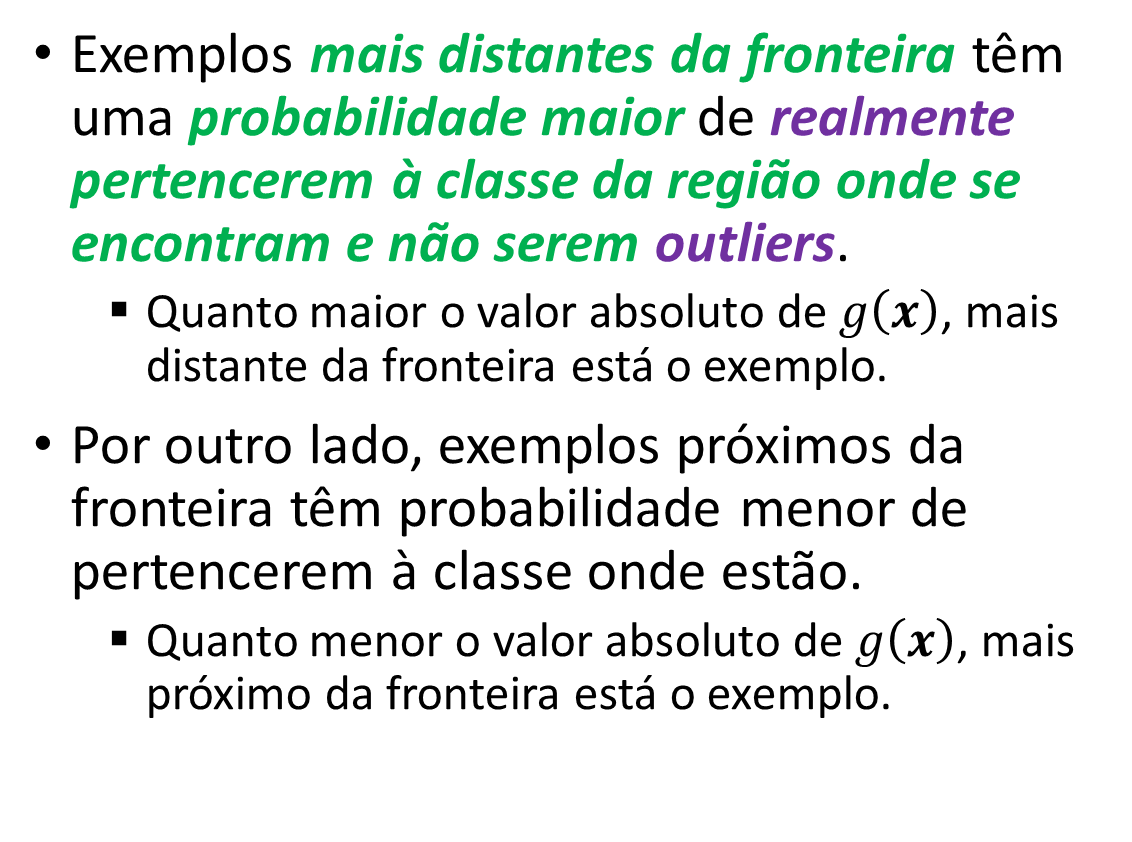 • Exemplos mais distantes da fronteira têm
uma probabilidade maior de realmente
pertencerem à classe da região onde se
encontram e não serem outliers.
▪ Quanto maior o valor absoluto de g(x), mais
distante da fronteira está o exemplo.
• Por outro lado, exemplos próximos da
fronteira têm probabilidade menor de
pertencerem à classe onde estão.
▪ Quanto menor o valor absoluto de g(x), mais
próximo da fronteira está o exemplo.